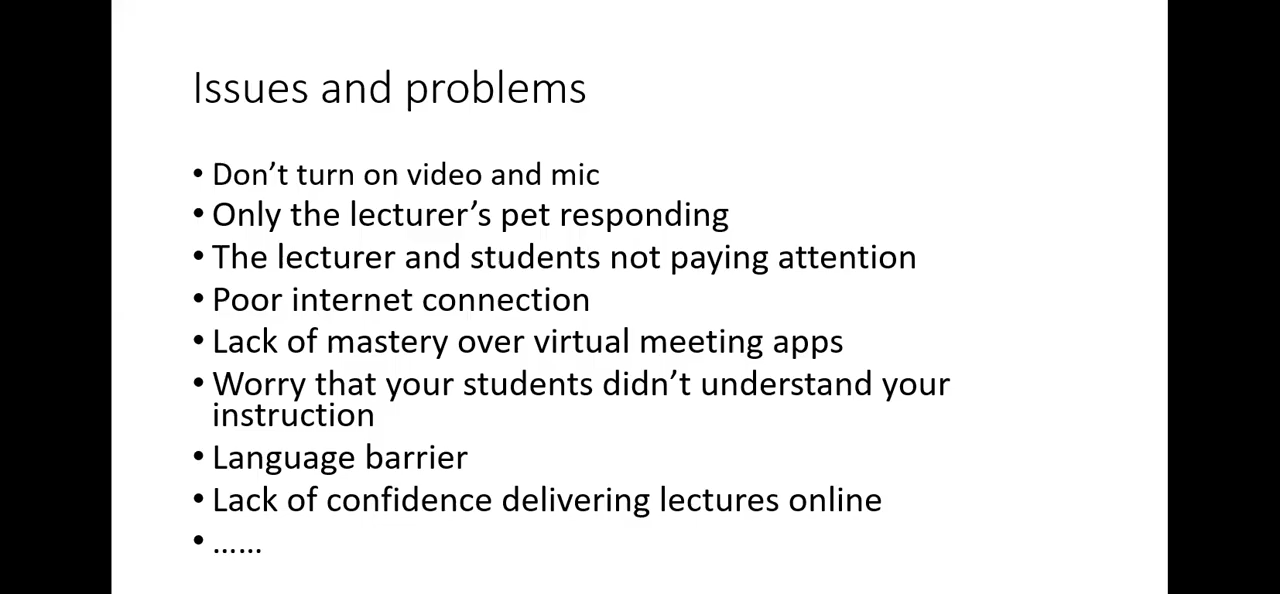 Issues and problems
• Don’t turn on video and mic
• Only the lecturer’s pet responding
• The lecturer and students not paying attention
• Poor internet connection
• Lack of mastery over virtual meeting apps
• Worry that your students didn’t understand your
instruction
• Language barrier
• Lack of confidence delivering lectures online
• ……